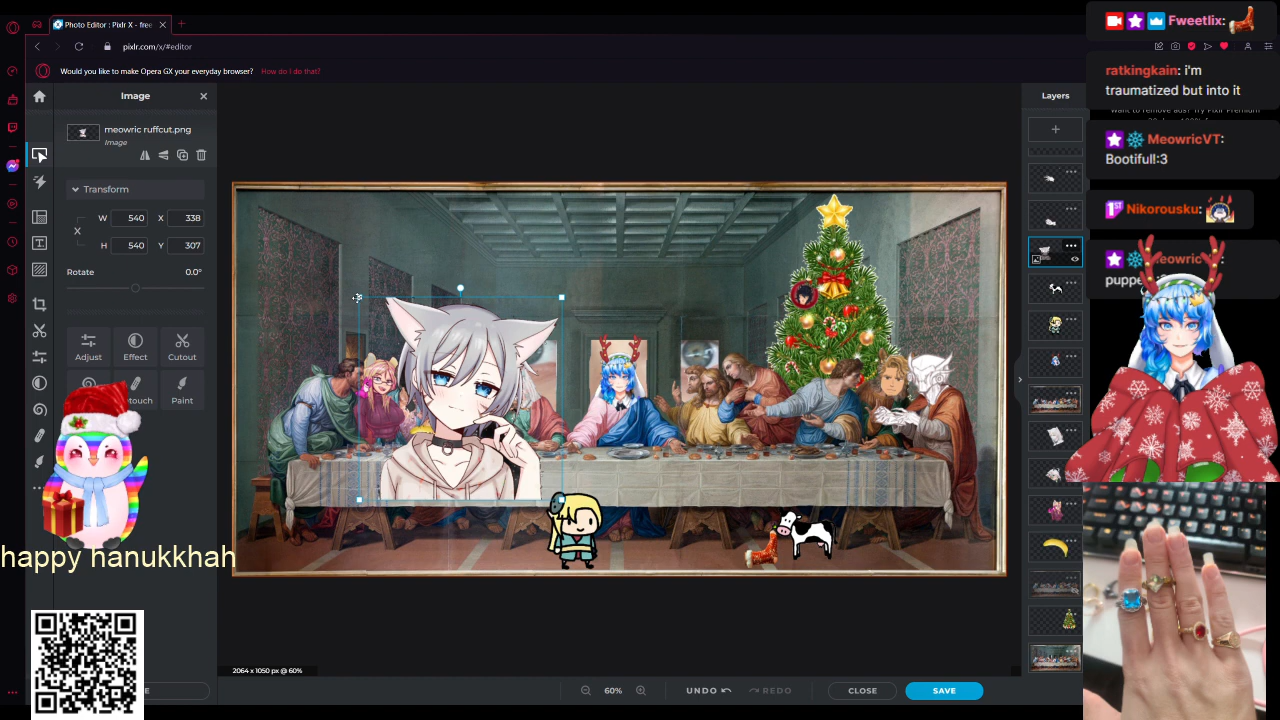 Photo Editor : Pixlr X - free
pixlr.com/x/#editor
Would you like to make Opera GX your everyday browser? How do I do that?
Image
meowric ruffcut.png
Image
Transform
W 540 X 338
X
H 540 Y 307
Rotate 0.0°
Adjust Effect Cutout
Paint
happy hanukkhah
2064 x 1050 px @ 60%
60%
UNDO
REDO
CLOSE
SAVE
Layers
Fweetlix:
ratkingkain: i'm
traumatized but into it
MeowricVT:
Bootifull:3
1ST Nikorousku: